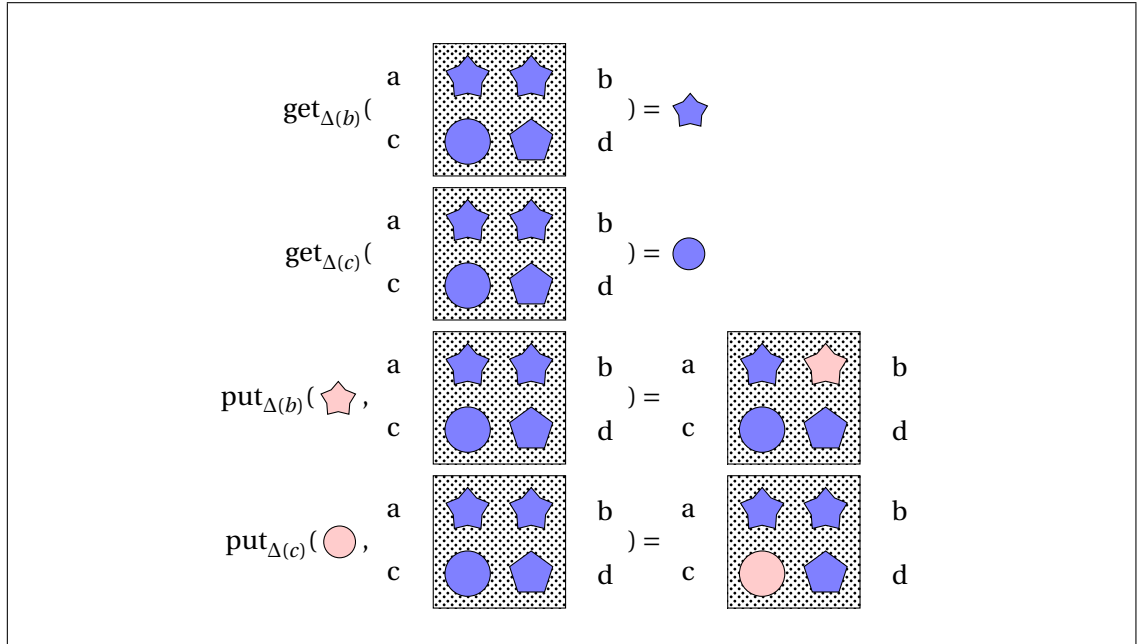 a b
get_Δ(b)( ) =
c d
a b
get_Δ(c)( ) =
c d
a b a b
put_Δ(b)( , ) =
c d c d
a b a b
put_Δ(c)( , ) =
c d c d